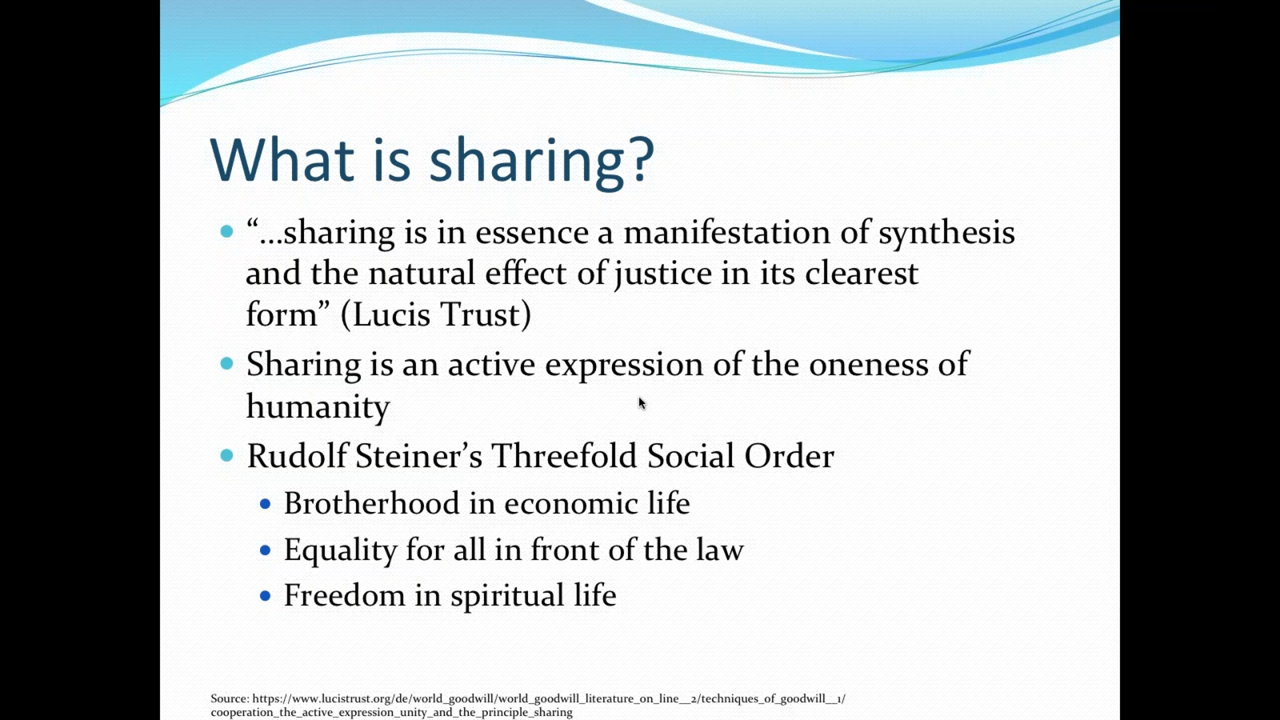 What is sharing?
“...sharing is in essence a manifestation of synthesis
and the natural effect of justice in its clearest
form” (Lucis Trust)
Sharing is an active expression of the oneness of
humanity
Rudolf Steiner’s Threefold Social Order
Brotherhood in economic life
Equality for all in front of the law
Freedom in spiritual life
Source: https://www.lucistrust.org/de/world_goodwill/world_goodwill_literature_on_line__2/techniques_of_goodwill__1/
cooperation_the_active_expression_unity_and_the_principle_sharing